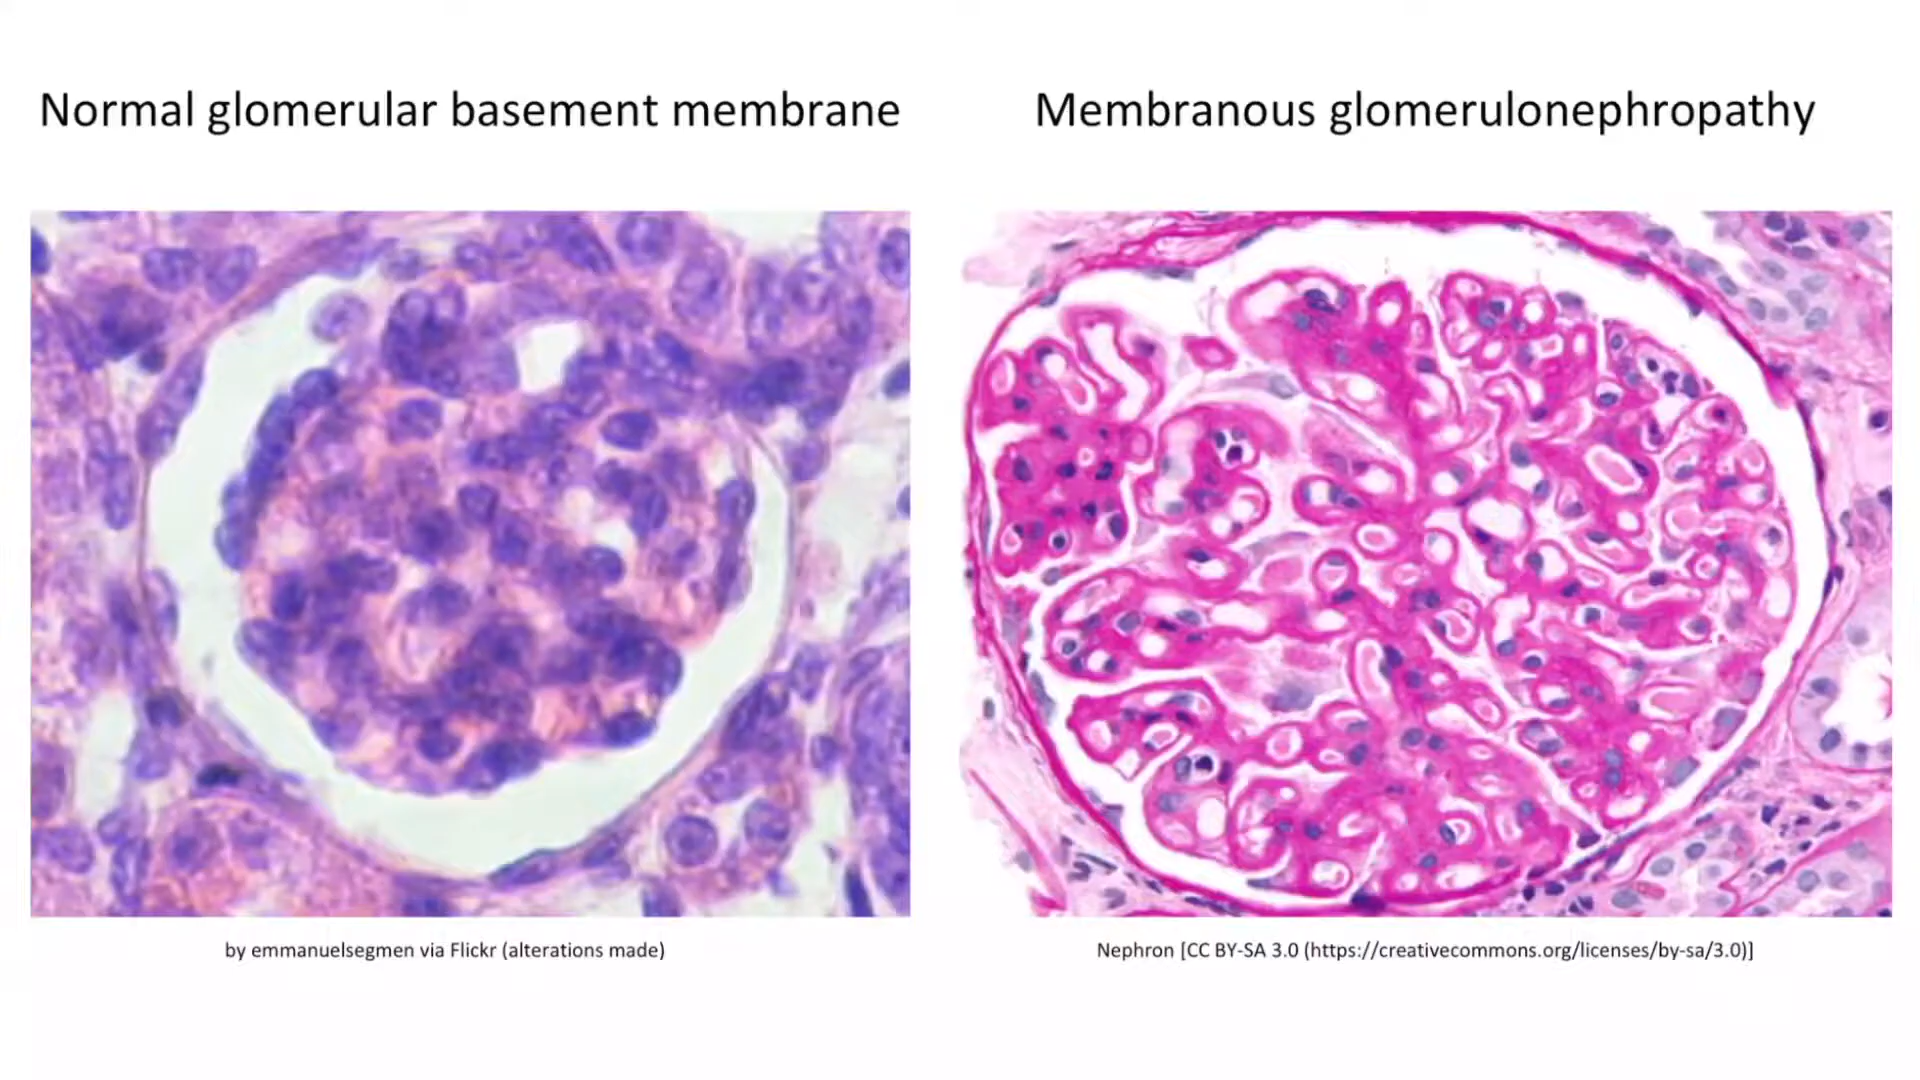 Normal glomerular basement membrane
Membranous glomerulonephropathy
by emmanuelsegmen via Flickr (alterations made)
Nephron [CC BY-SA 3.0 (https://creativecommons.org/licenses/by-sa/3.0)]